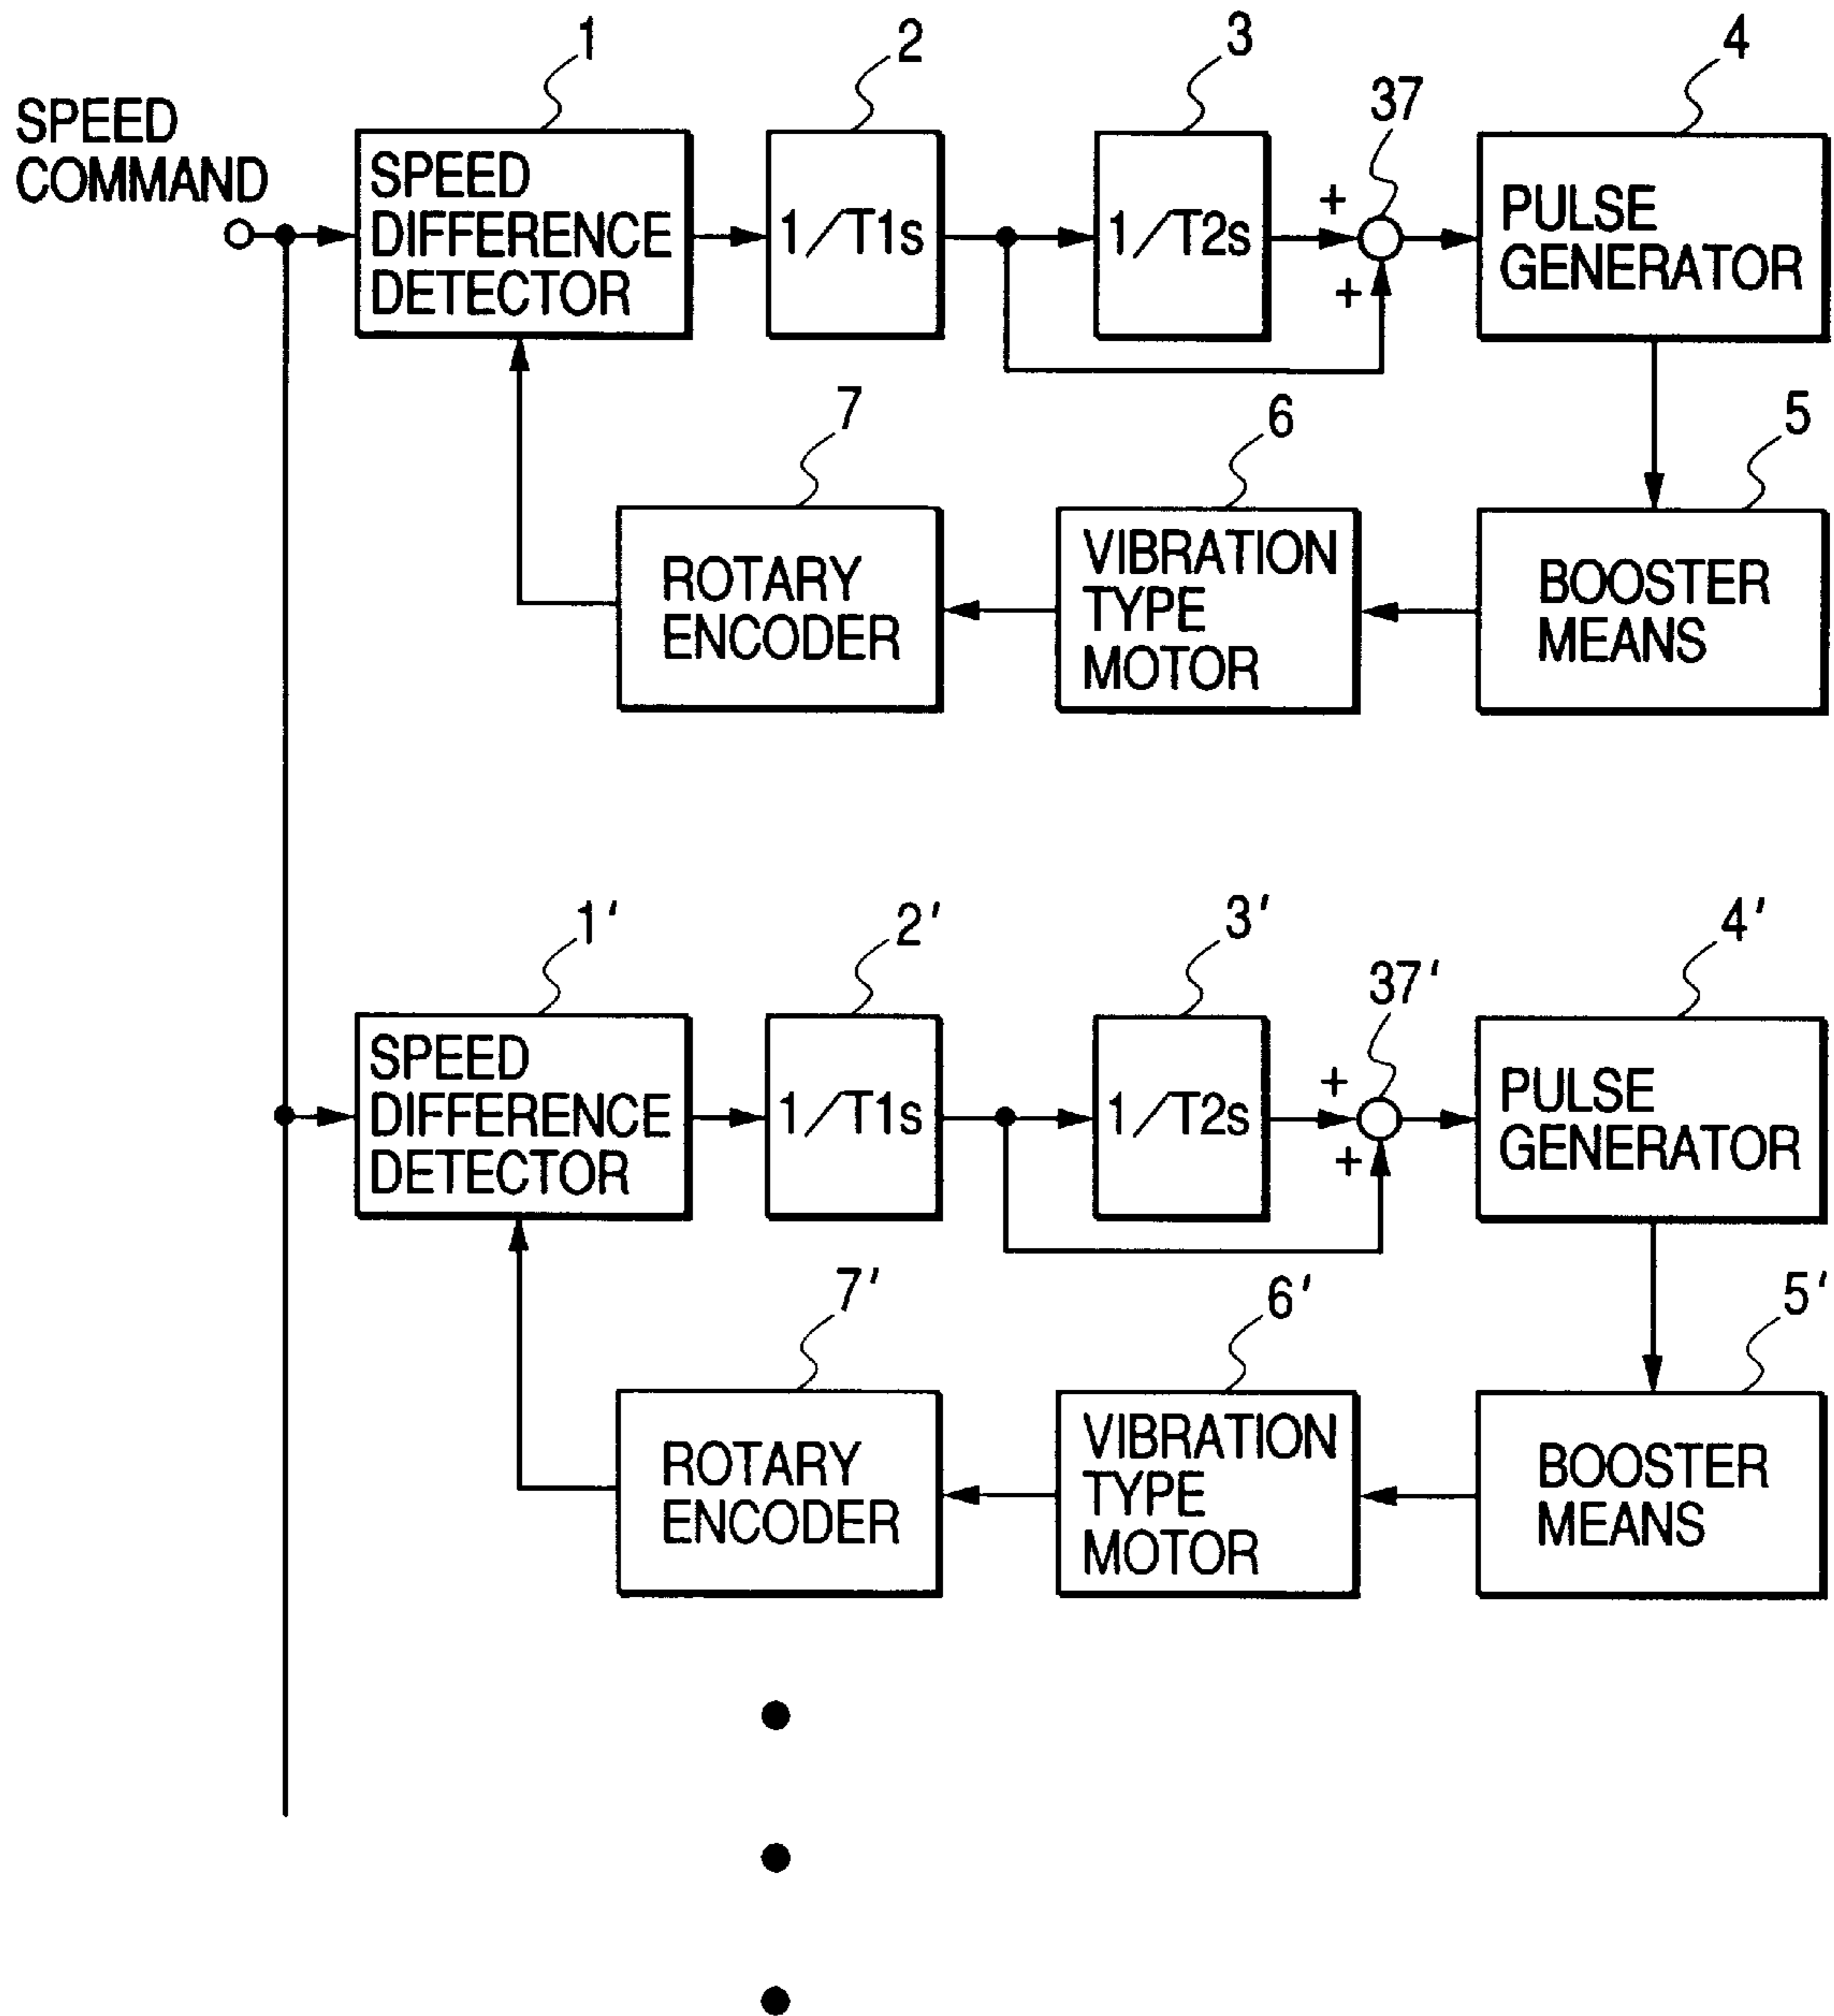 1
2
3
4
37
SPEED
COMMAND
SPEED
DIFFERENCE
DETECTOR
1/T1s
1/T2s
+
+
PULSE
GENERATOR
7
6
5
ROTARY
ENCODER
VIBRATION
TYPE
MOTOR
BOOSTER
MEANS
1'
2'
3'
4'
37'
SPEED
DIFFERENCE
DETECTOR
1/T1s
1/T2s
+
+
PULSE
GENERATOR
7'
6'
5'
ROTARY
ENCODER
VIBRATION
TYPE
MOTOR
BOOSTER
MEANS